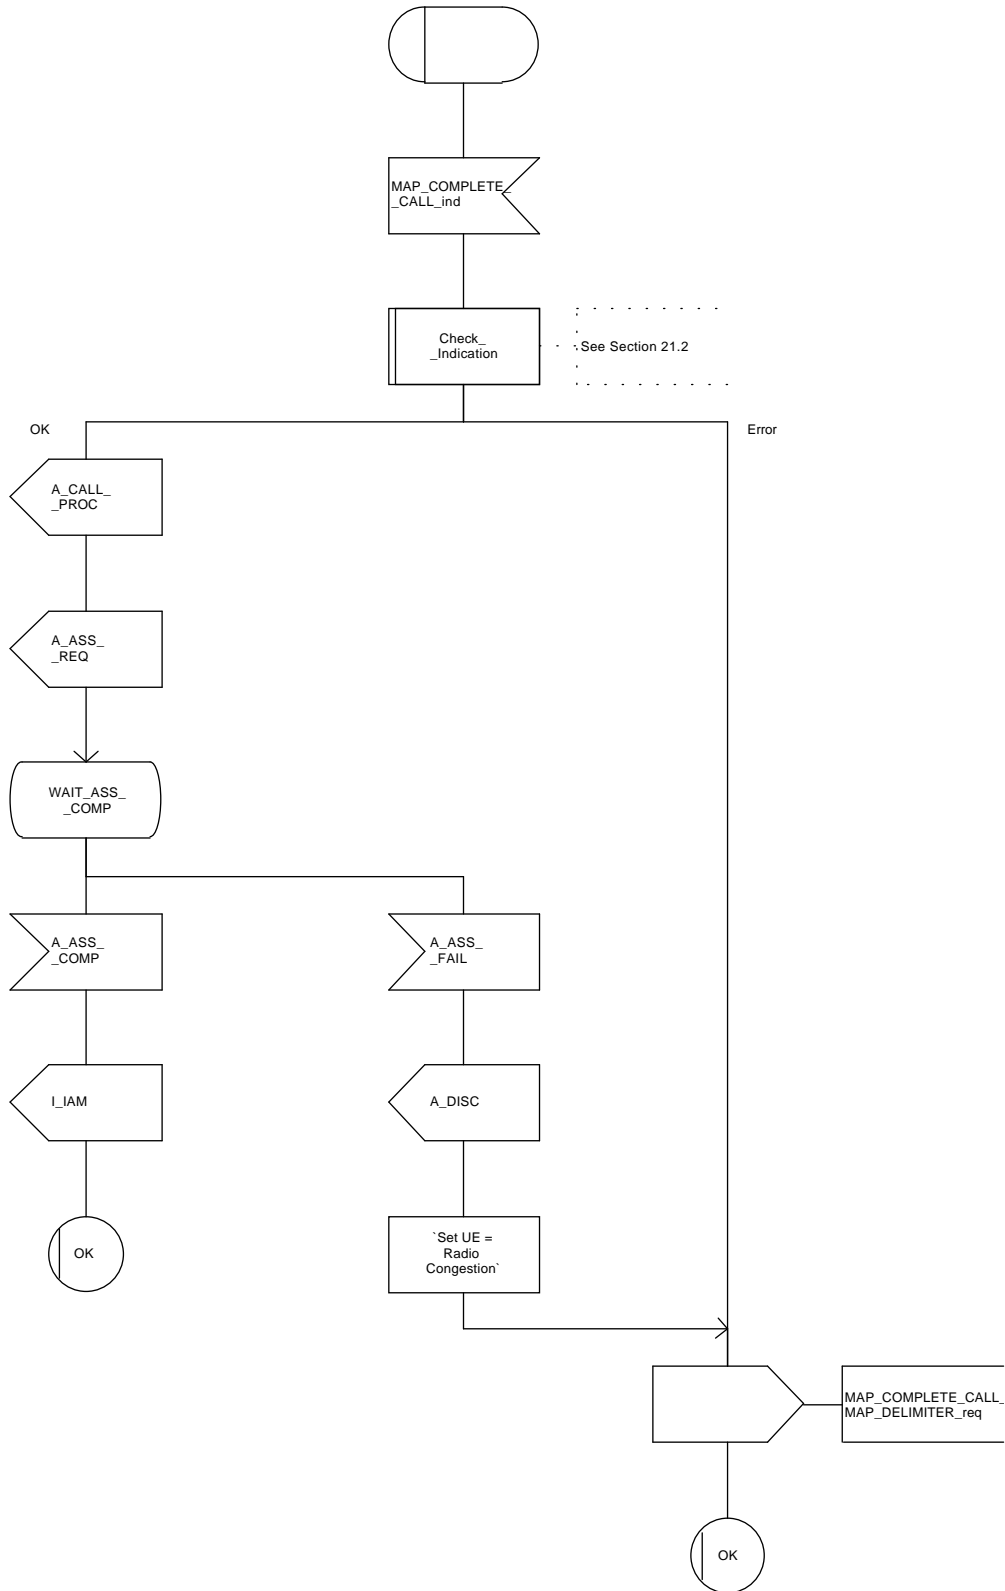 MAP_COMPLETE_
_CALL_ind
Check_
_Indication
See Section 21.2
OK
Error
A_CALL_
_PROC
A_ASS_
_REQ
WAIT_ASS_
_COMP
A_ASS_
_COMP
A_ASS_
_FAIL
I_IAM
A_DISC
OK
`Set UE =
Radio
Congestion`
MAP_COMPLETE_CALL_
MAP_DELIMITER_req
OK